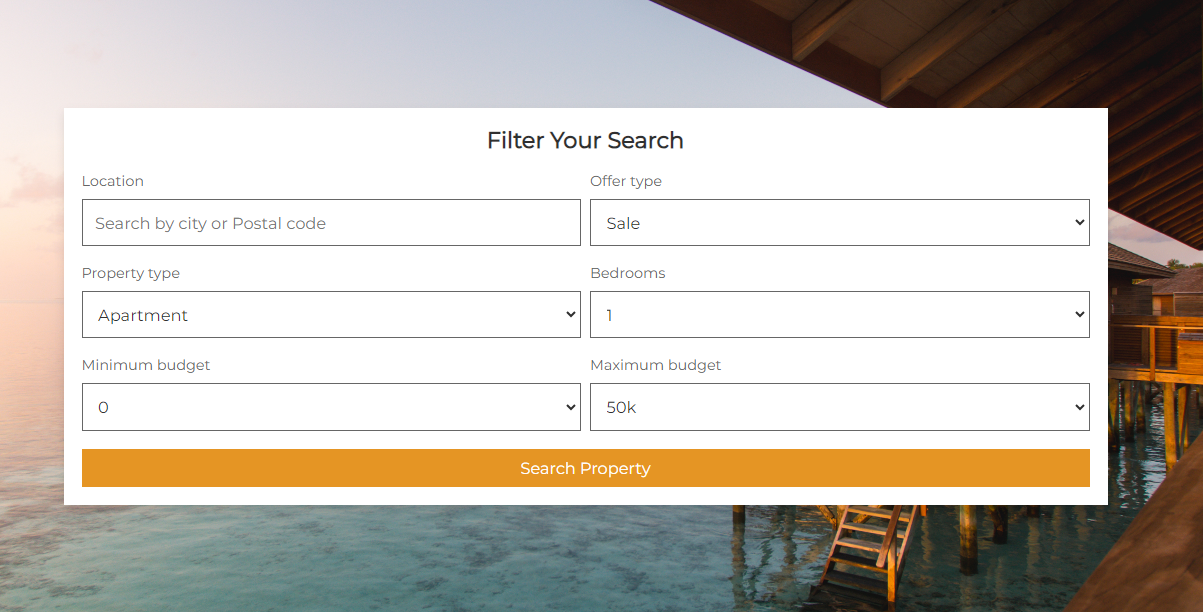 Filter Your Search
Location
Offer type
Search by city or Postal code
Sale
Property type
Bedrooms
Apartment
1
Minimum budget
Maximum budget
0
50k
Search Property